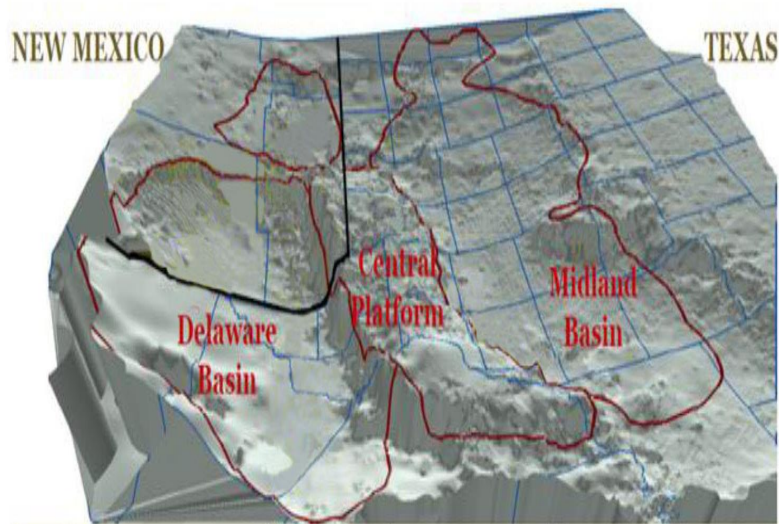 NEW MEXICO
TEXAS
Central
Platform
Midland
Basin
Delaware
Basin